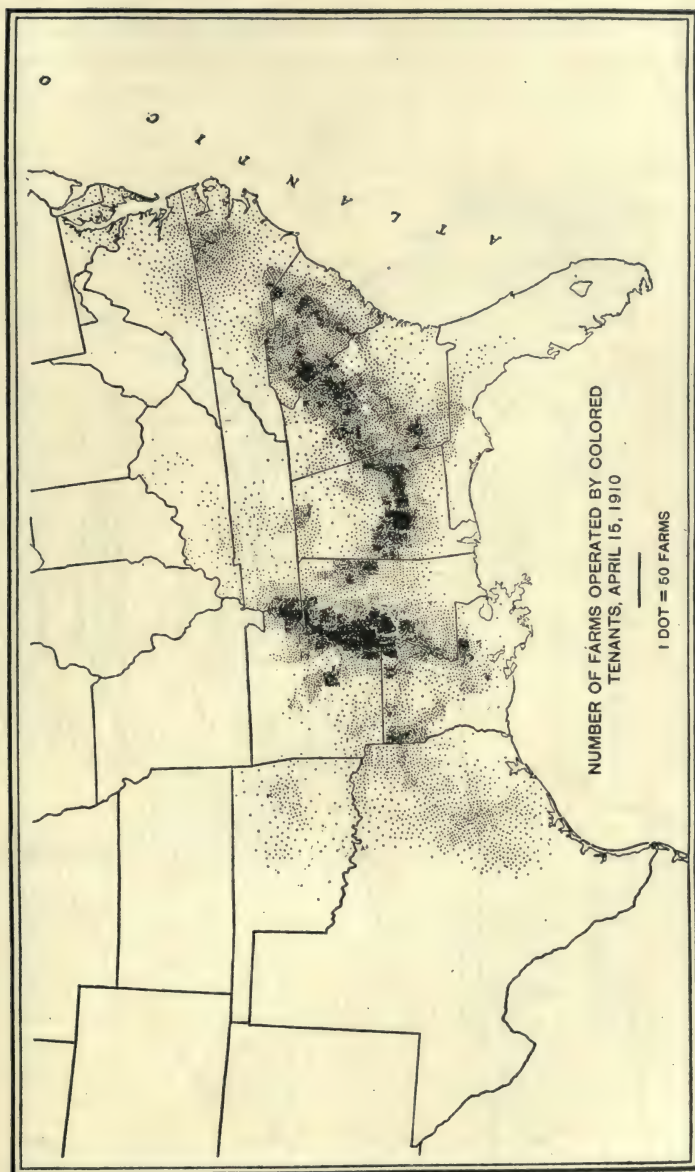 A T L A N I D C O
NUMBER OF FARMS OPERATED BY COLORED
TENANTS, APRIL 15, 1910
1 DOT = 50 FARMS